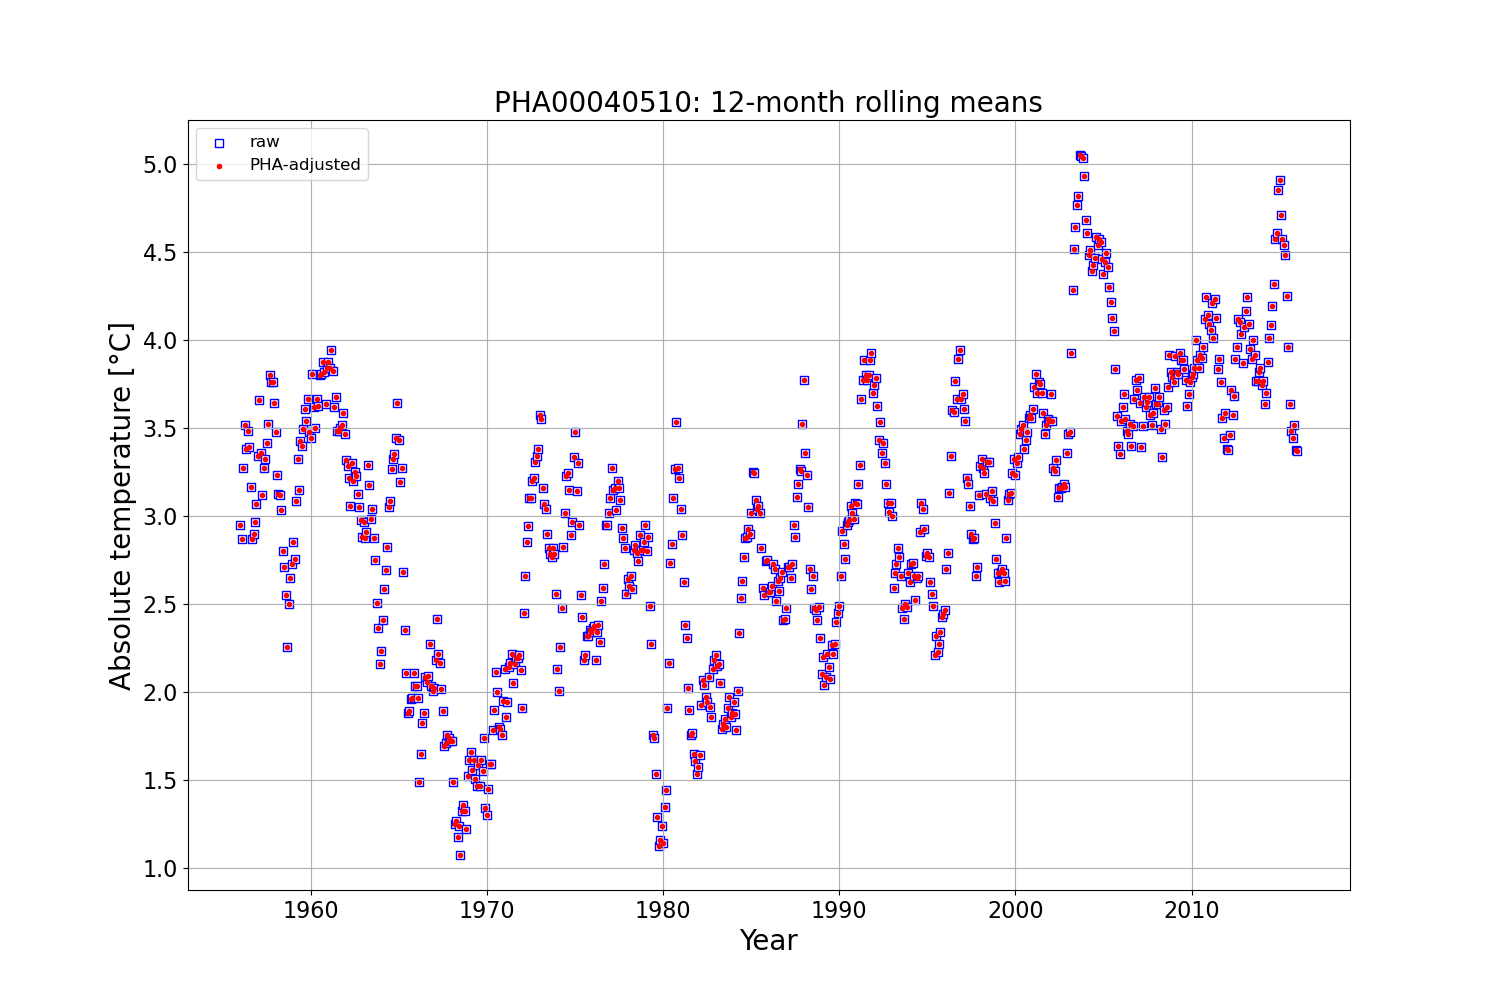 PHA00040510: 12-month rolling means
raw
PHA-adjusted
Absolute temperature [°C]
5.0
4.5
4.0
3.5
3.0
2.5
2.0
1.5
1.0
1960 1970 1980 1990 2000 2010
Year